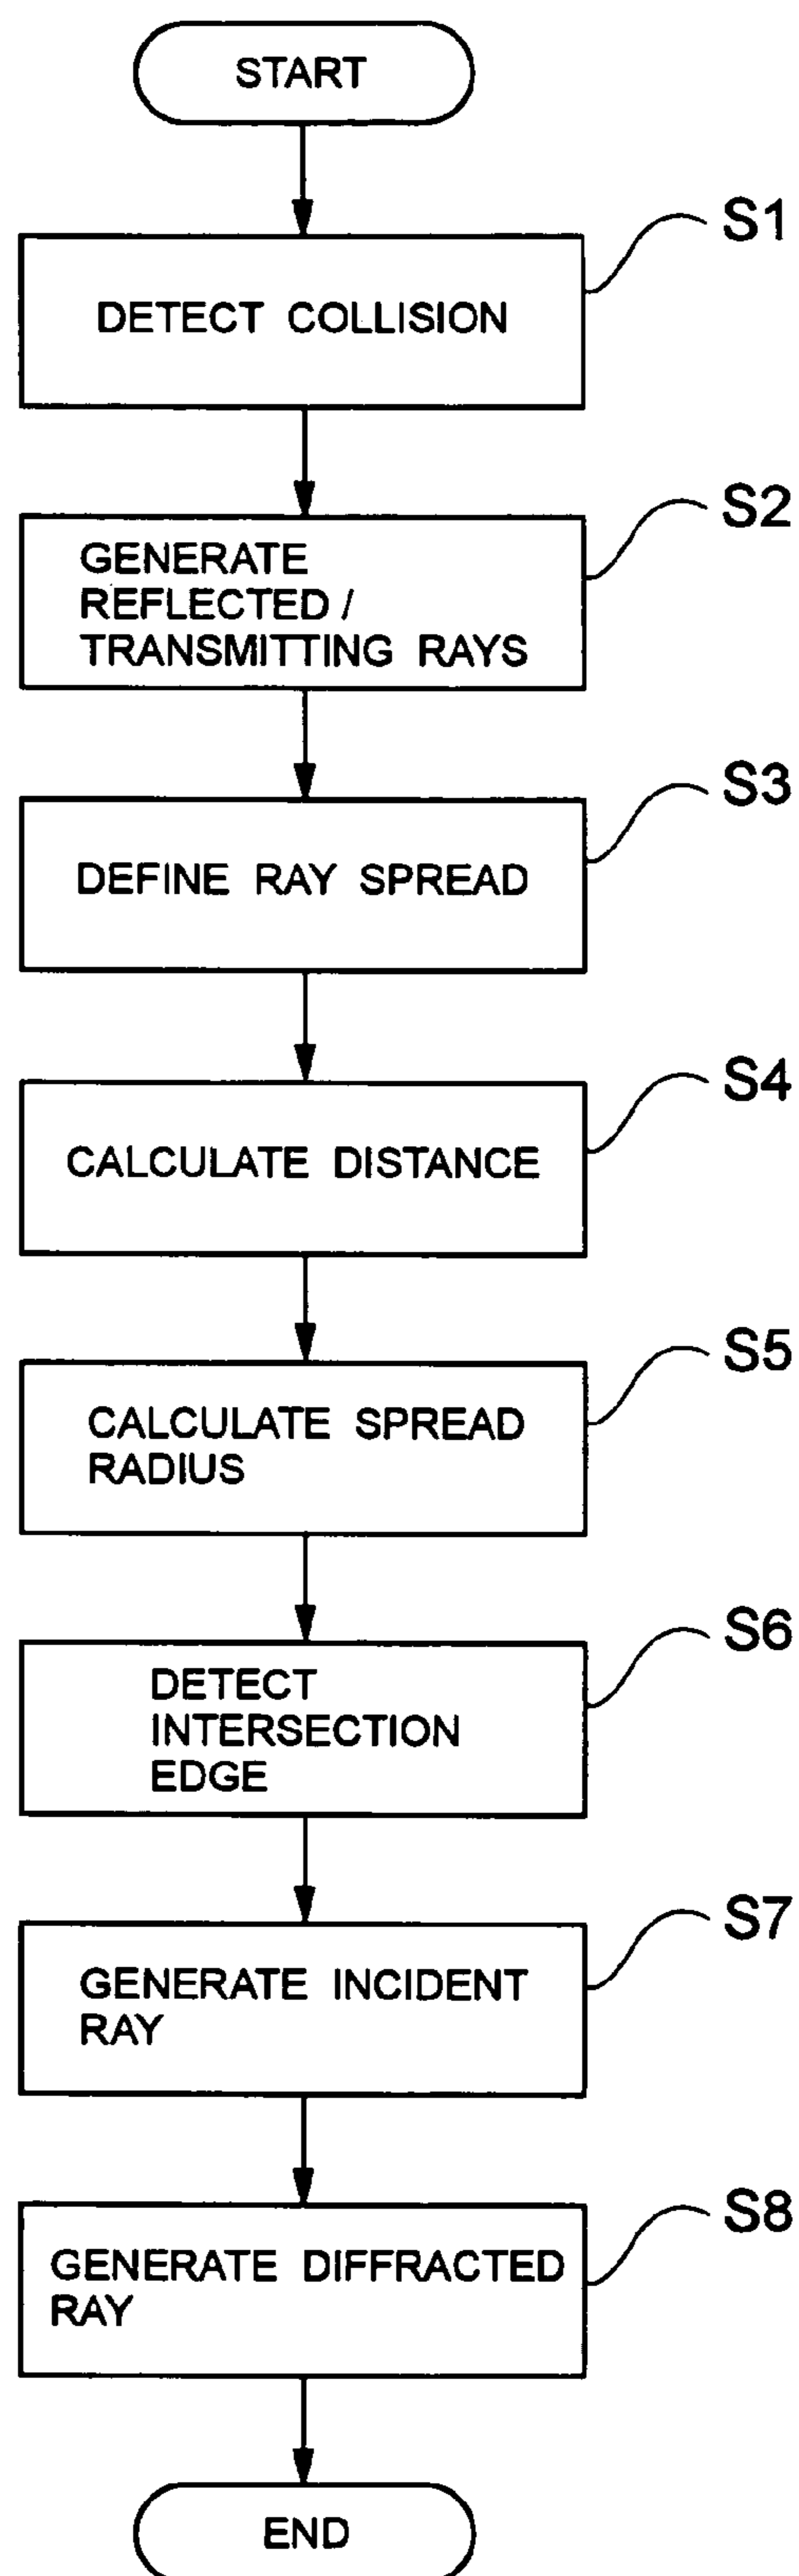 START
S1
DETECT COLLISION
S2
GENERATE
REFLECTED /
TRANSMITTING RAYS
S3
DEFINE RAY SPREAD
S4
CALCULATE DISTANCE
S5
CALCULATE SPREAD
RADIUS
S6
DETECT
INTERSECTION
EDGE
S7
GENERATE INCIDENT
RAY
S8
GENERATE DIFFRACTED
RAY
END